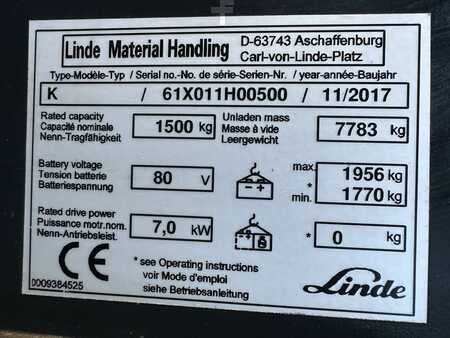 Linde Material Handling D-63743 Aschaffenburg
Carl-von-Linde-Platz
Type-Modèle-Typ / Serial no.-No. de série-Serien-Nr. / year-année-Baujahr
K / 61X011H00500 / 11/2017
Rated capacity
Capacité nominale
Nenn-Tragfähigkeit
1500 kg
Unladen mass
Masse à vide
Leergewicht
7783 kg
Battery voltage
Tension batterie
Batteriespannung
80 V
- +
max. 1956 kg
*
min. 1770 kg
Rated drive power
Puissance motr.nom.
Nenn-Antriebsleist.
7,0 kW
* 0 kg
CE
0009384525
* see Operating instructions
voir Mode d'emploi
siehe Betriebsanleitung
Linde